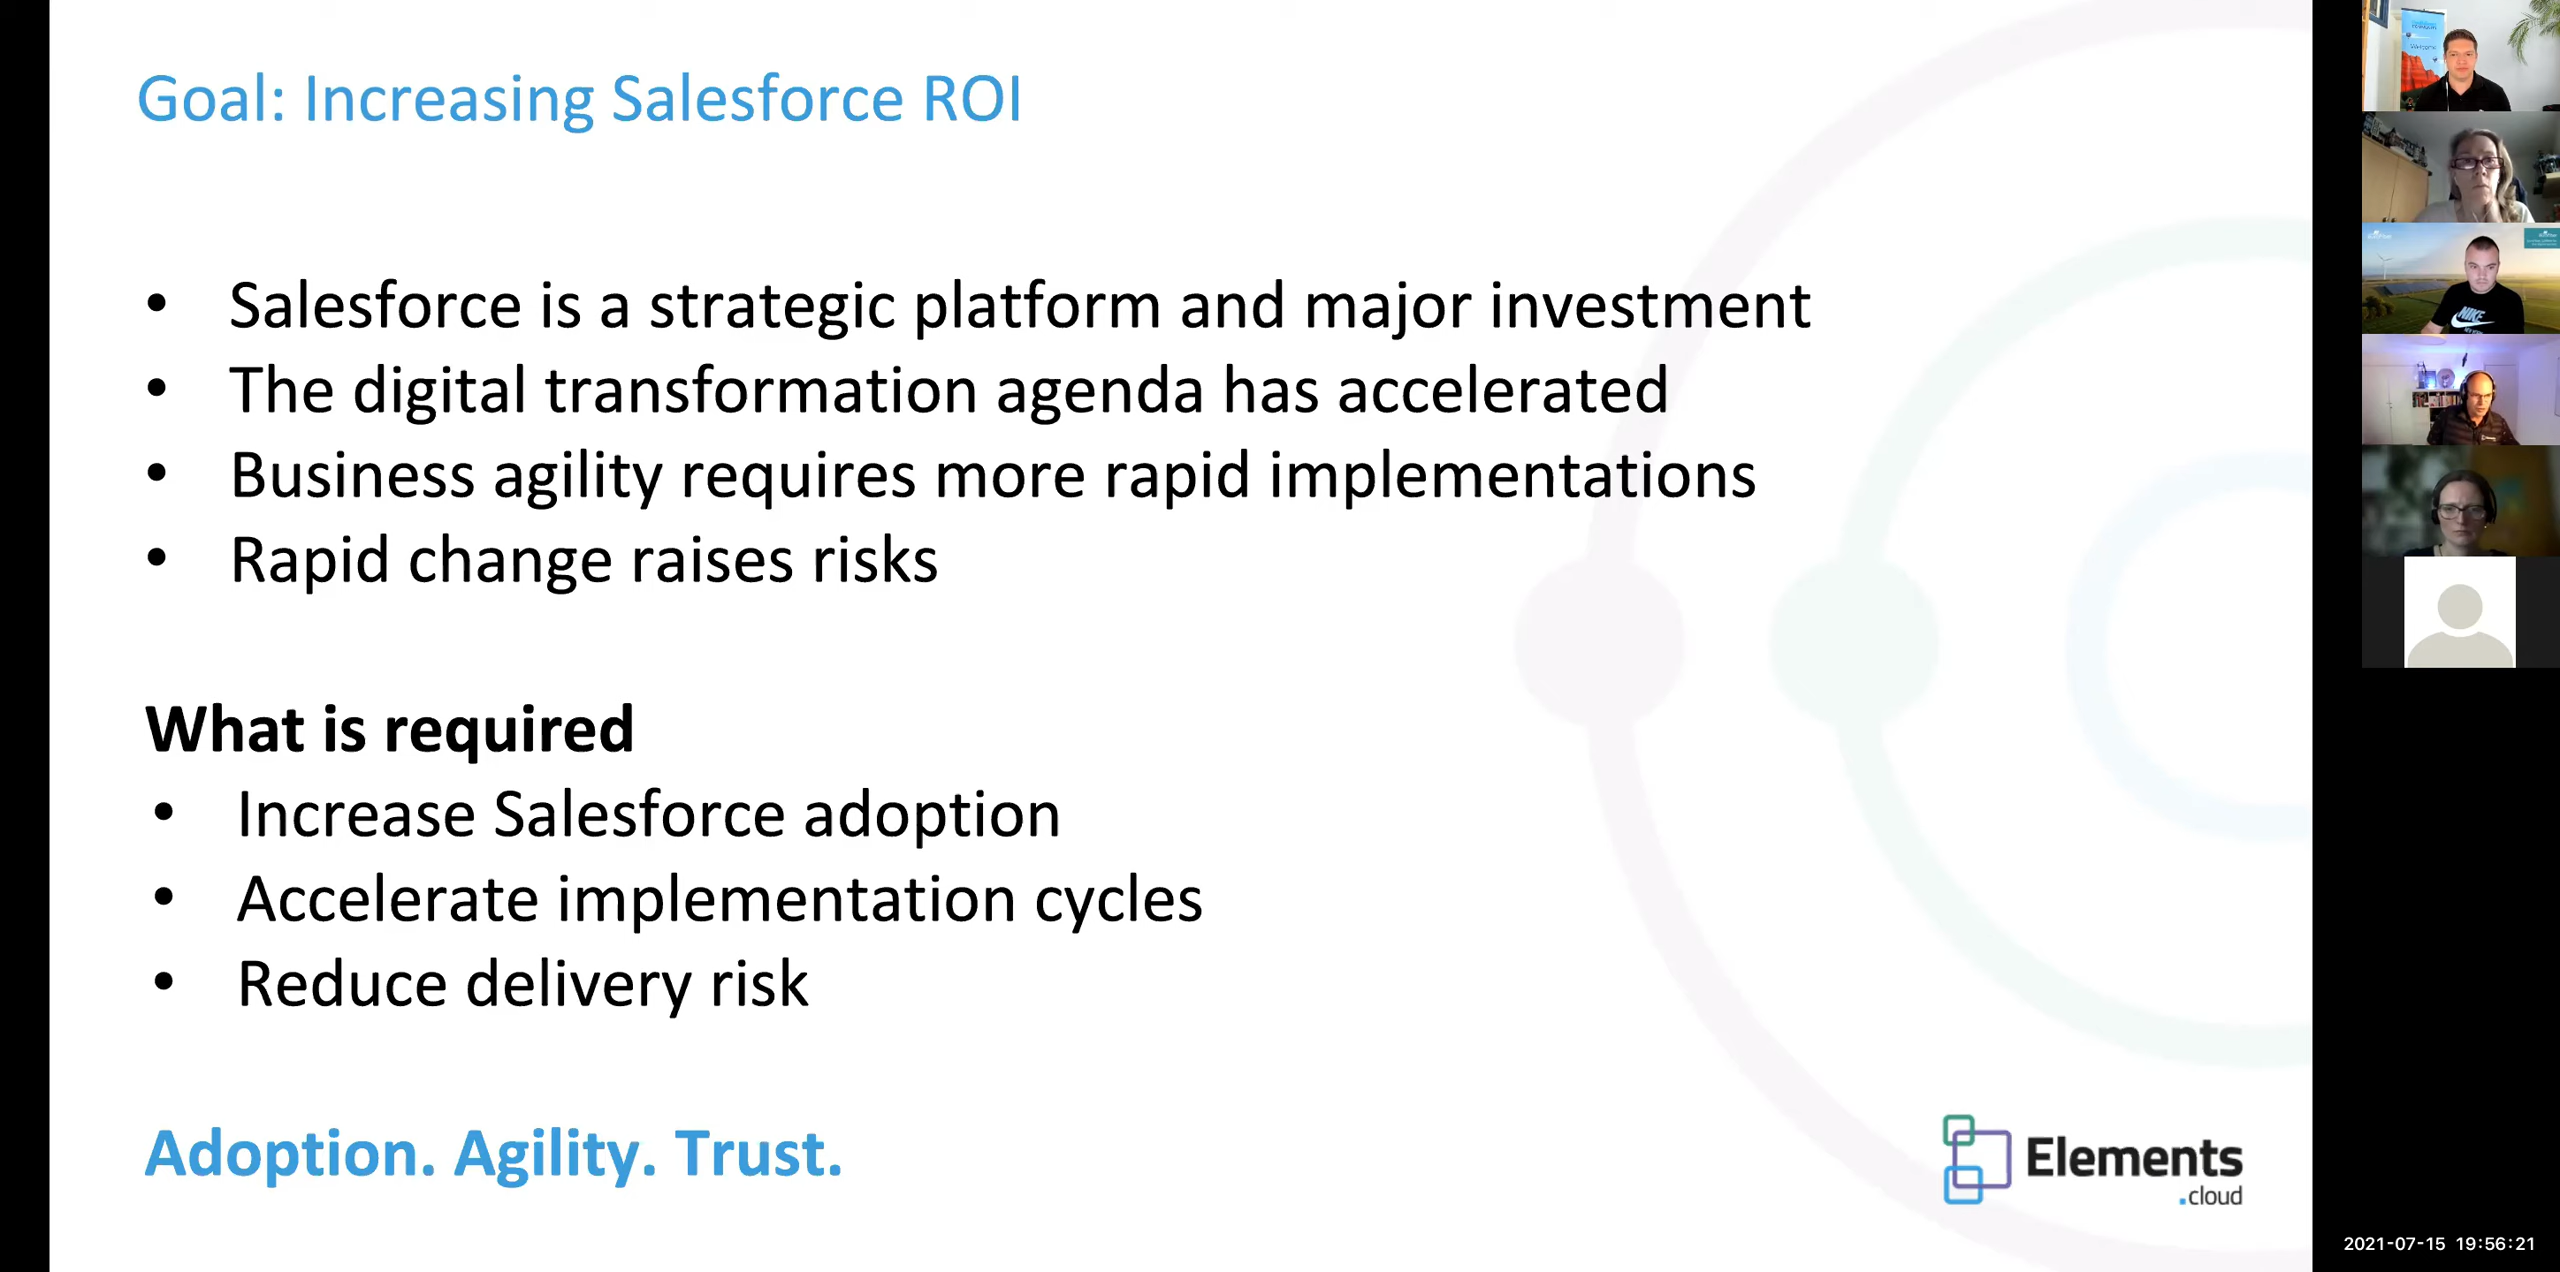 Goal: Increasing Salesforce ROI
• Salesforce is a strategic platform and major investment
• The digital transformation agenda has accelerated
• Business agility requires more rapid implementations
• Rapid change raises risks
What is required
• Increase Salesforce adoption
• Accelerate implementation cycles
• Reduce delivery risk
Adoption. Agility. Trust.
Elements
.cloud
NIKE
2021-07-15 19:56:21